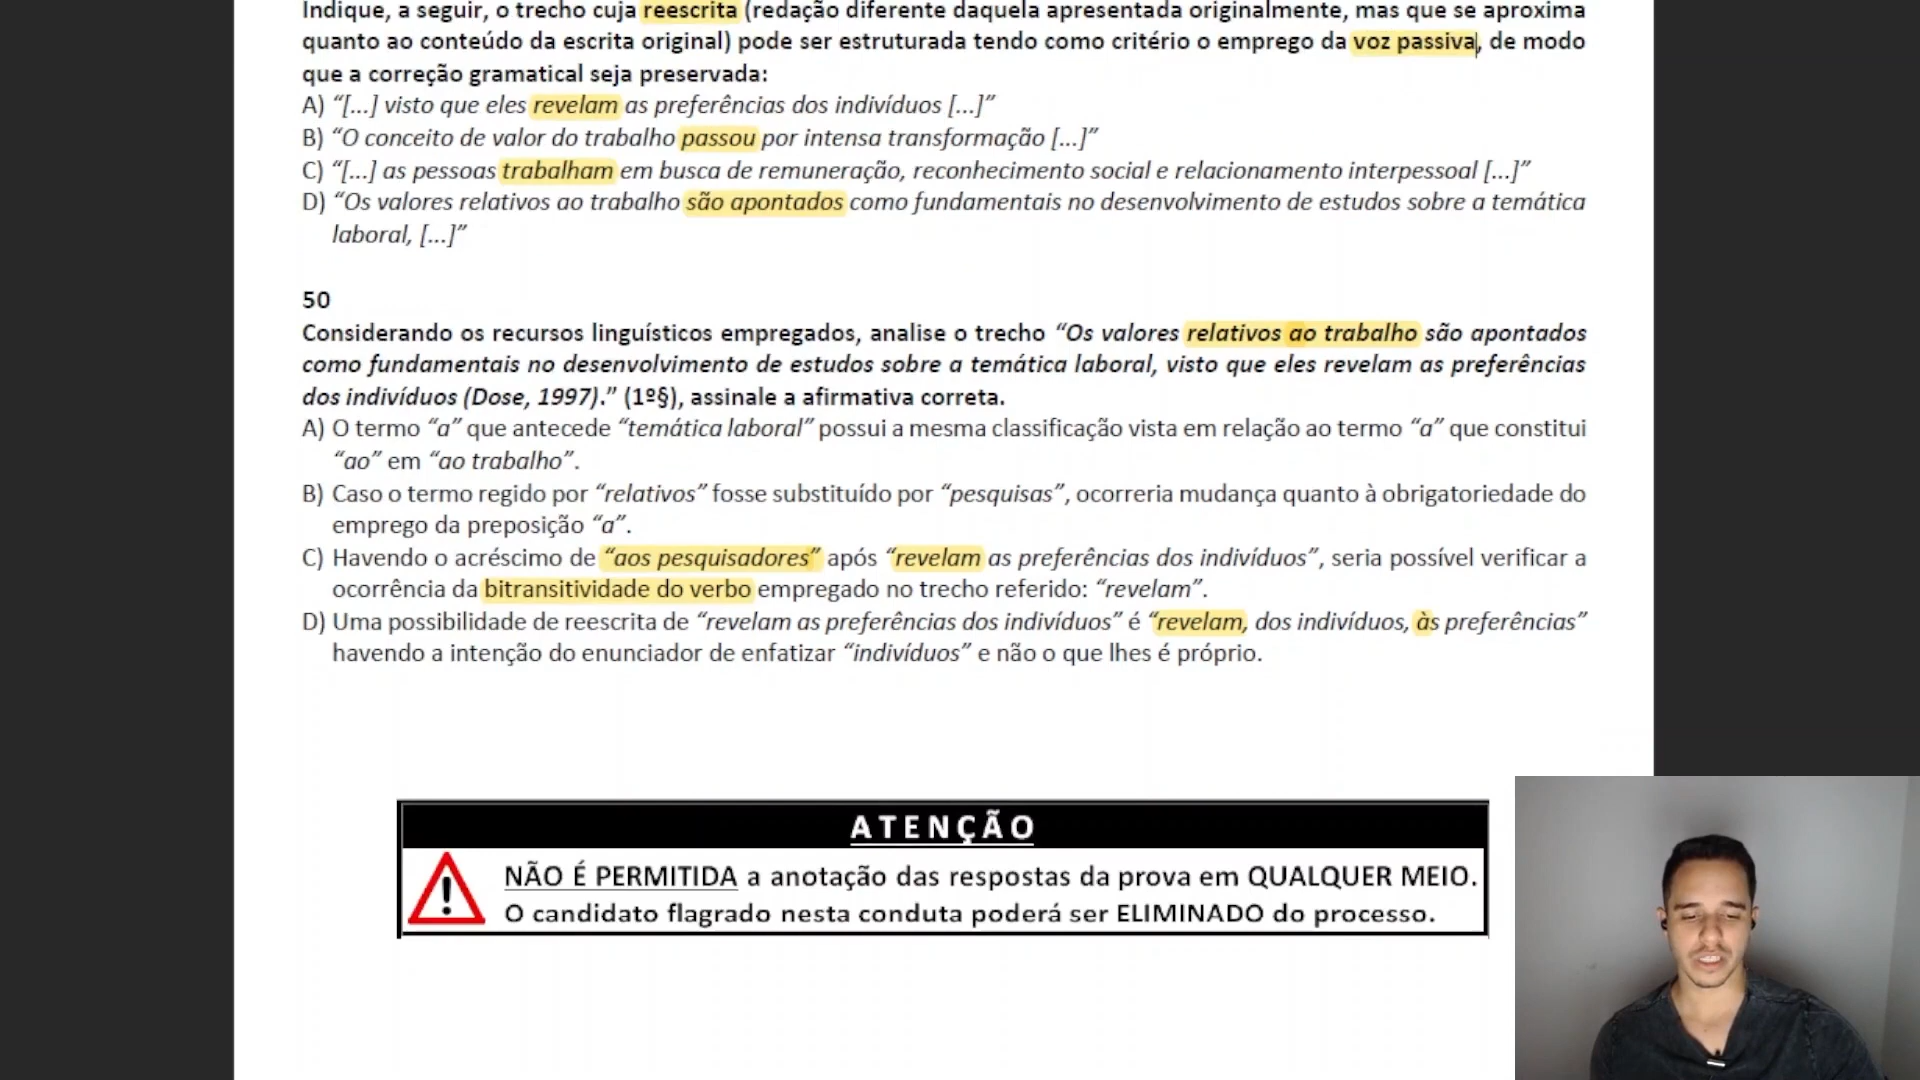 Indique, a seguir, o trecho cuja reescrita (redação diferente daquela apresentada originalmente, mas que se aproxima
quanto ao conteúdo da escrita original) pode ser estruturada tendo como critério o emprego da voz passiva, de modo
que a correção gramatical seja preservada:
A) “[...] visto que eles revelam as preferências dos indivíduos [...]”
B) “O conceito de valor do trabalho passou por intensa transformação [...]”
C) “[...] as pessoas trabalham em busca de remuneração, reconhecimento social e relacionamento interpessoal [...]”
D) “Os valores relativos ao trabalho são apontados como fundamentais no desenvolvimento de estudos sobre a temática
laboral, [...]”
50
Considerando os recursos linguísticos empregados, analise o trecho “Os valores relativos ao trabalho são apontados
como fundamentais no desenvolvimento de estudos sobre a temática laboral, visto que eles revelam as preferências
dos indivíduos (Dose, 1997).” (1º§), assinale a afirmativa correta.
A) O termo “a” que antecede “temática laboral” possui a mesma classificação vista em relação ao termo “a” que constitui
“ao” em “ao trabalho”.
B) Caso o termo regido por “relativos” fosse substituído por “pesquisas”, ocorreria mudança quanto à obrigatoriedade do
emprego da preposição “a”.
C) Havendo o acréscimo de “aos pesquisadores” após “revelam as preferências dos indivíduos”, seria possível verificar a
ocorrência da bitransitividade do verbo empregado no trecho referido: “revelam”.
D) Uma possibilidade de reescrita de “revelam as preferências dos indivíduos” é “revelam, dos indivíduos, às preferências”
havendo a intenção do enunciador de enfatizar “indivíduos” e não o que lhes é próprio.
ATENÇÃO
NÃO É PERMITIDA a anotação das respostas da prova em QUALQUER MEIO.
O candidato flagrado nesta conduta poderá ser ELIMINADO do processo.